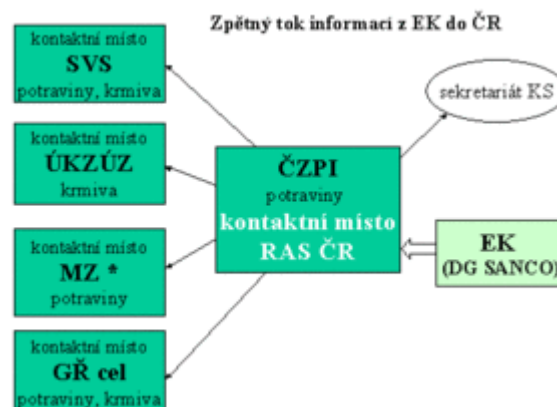 Zpětný tok informací z EK do ČR
kontaktní místo
SVS
potraviny, krmiva
sekretariát KS
kontaktní místo
ÚKZÚZ
krmiva
ČZPI
potraviny
kontaktní místo
RAS ČR
EK
(DG SANCO)
kontaktní místo
MZ *
potraviny
kontaktní místo
GŘ cel
potraviny, krmiva